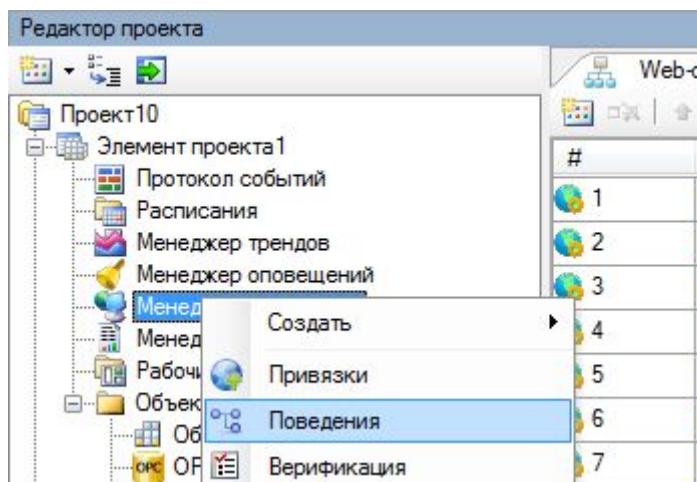 Редактор проекта
Web-
Проект10
#
Элемент проекта1
Протокол событий
1
Расписания
Менеджер трендов
2
Менеджер оповещений
3
Менед
Создать
Менед
4
Рабоч
Привязки
5
Объек
Поведения
6
Об
OPC
Верификация
7